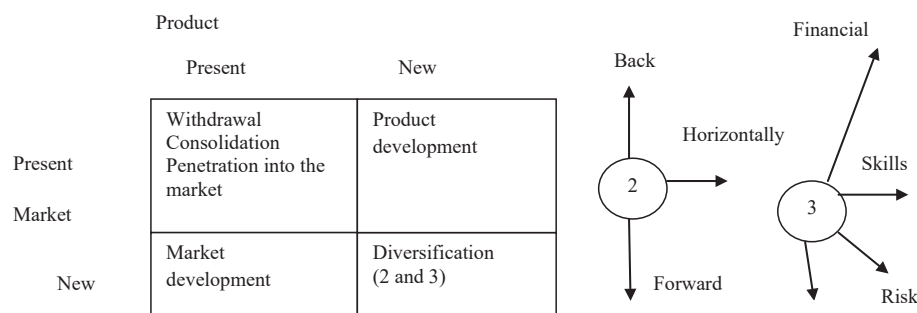 Product
Present
New
Withdrawal
Consolidation
Penetration into the
market
Product
development
Present
Market
New
Market
development
Diversification
(2 and 3)
Back
Horizontally
2
Forward
Financial
Skills
3
Risk